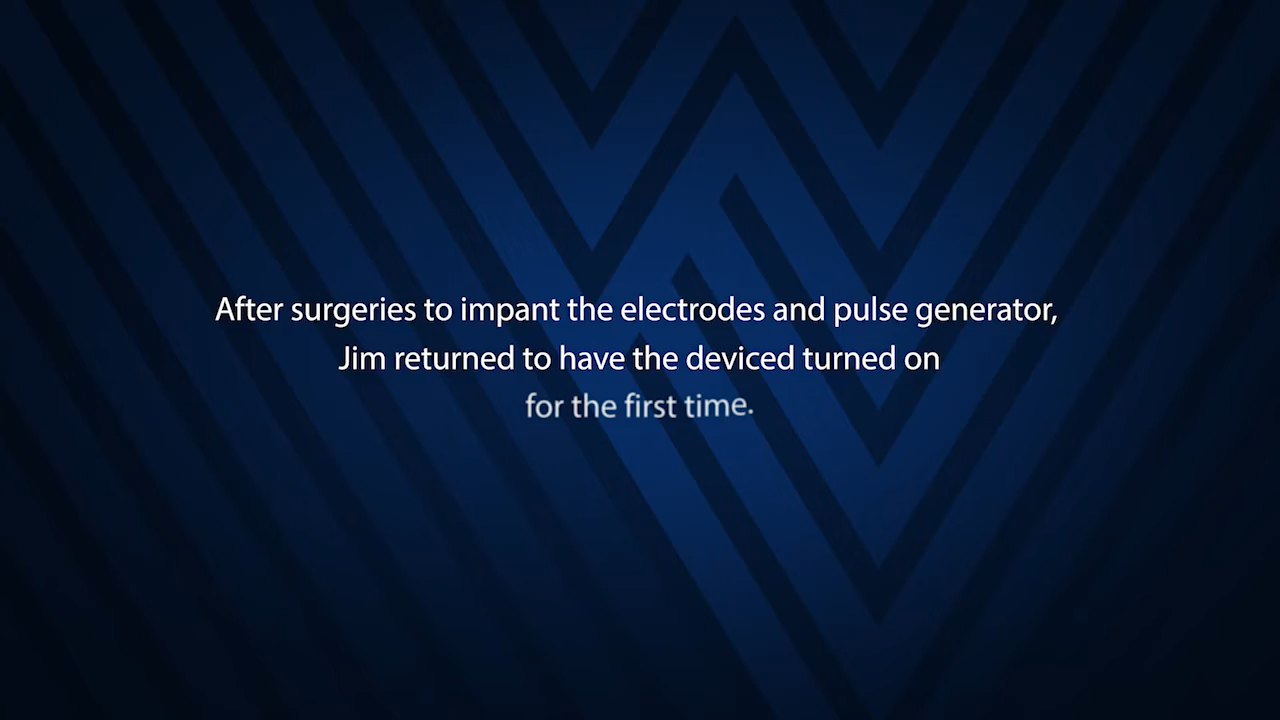 After surgeries to impant the electrodes and pulse generator,
Jim returned to have the deviced turned on
for the first time.